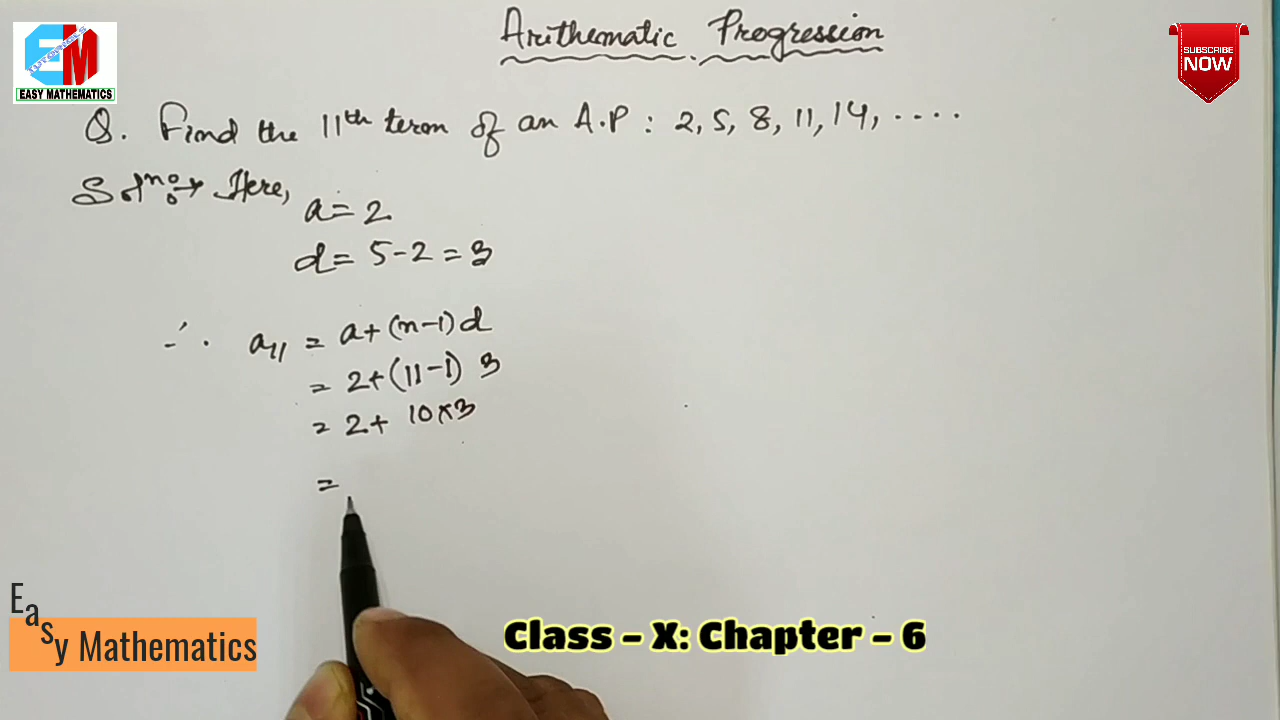 Arithematic Progression
EM
EASY MATHEMATICS
SUBSCRIBE
NOW
Q. Find the 11th term of an A.P : 2, 5, 8, 11, 14, ....
Soln:→ Here,
a = 2
d = 5 - 2 = 3
∴ a11 = a + (n-1) d
= 2 + (11-1) 3
= 2 + 10×3
=
Easy Mathematics
Class - X: Chapter - 6